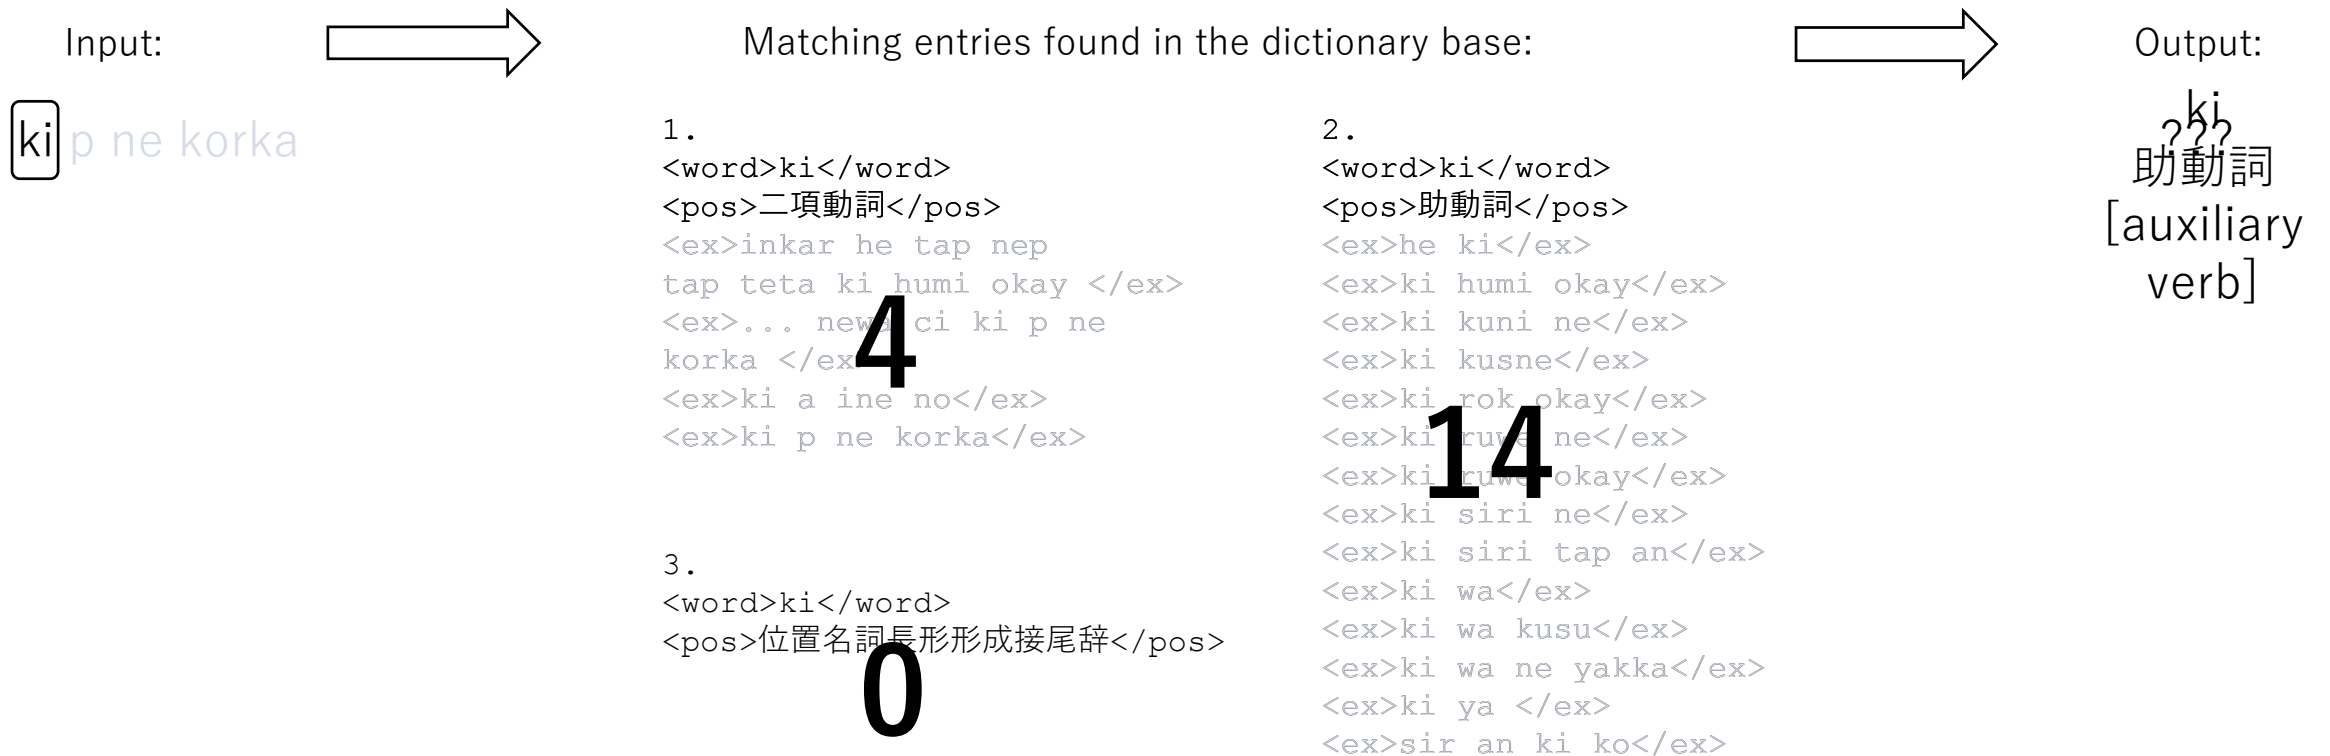 Input:
Matching entries found in the dictionary base:
Output:
ki p ne korka
1.
<word>ki</word>
<pos>二項動詞</pos>
<ex>inkar he tap nep
tap teta ki humi okay </ex>
<ex>... newa ci ki p ne
korka </ex>
<ex>ki a ine no</ex>
<ex>ki p ne korka</ex>
4
3.
<word>ki</word>
<pos>位置名詞長形形成接尾辞</pos>
0
2.
<word>ki</word>
<pos>助動詞</pos>
<ex>he ki</ex>
<ex>ki humi okay</ex>
<ex>ki kuni ne</ex>
<ex>ki kusne</ex>
<ex>ki rok okay</ex>
<ex>ki ruwe ne</ex>
<ex>ki ruwe okay</ex>
<ex>ki siri ne</ex>
<ex>ki siri tap an</ex>
<ex>ki wa</ex>
<ex>ki wa kusu</ex>
<ex>ki wa ne yakka</ex>
<ex>ki ya </ex>
<ex>sir an ki ko</ex>
14
ki
???
助動詞
[auxiliary
verb]